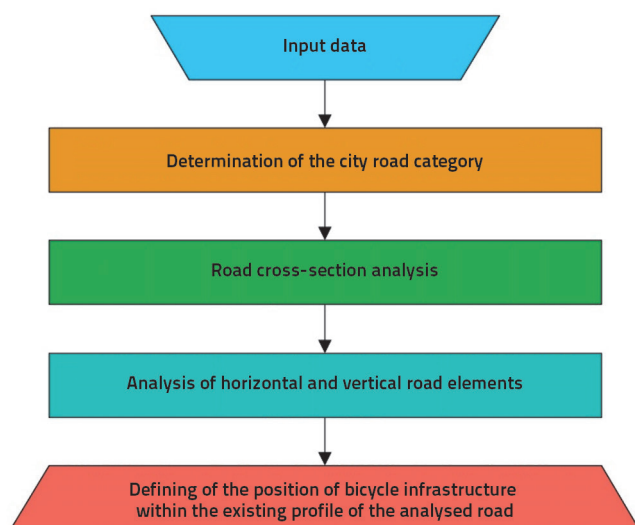 Input data
Determination of the city road category
Road cross-section analysis
Analysis of horizontal and vertical road elements
Defining of the position of bicycle infrastructure
within the existing profile of the analysed road